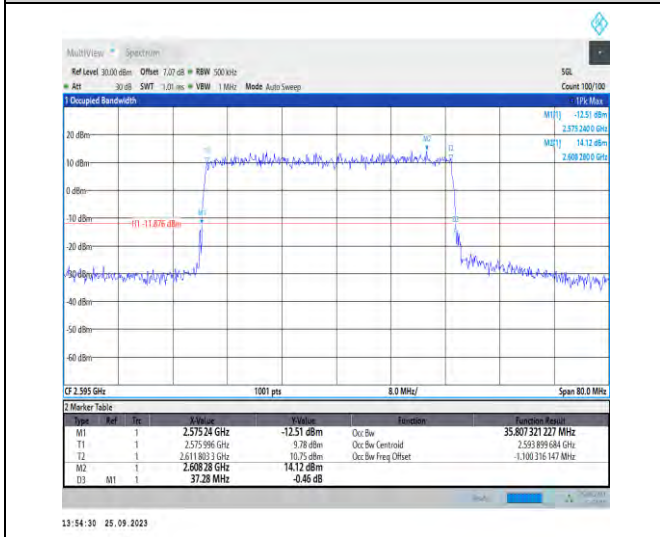 MultiView Spectrum
Ref Level 30.00 dBm Offset 7.07 dB RBW 500 kHz SGL
Att 30 dB SWT 1.01 ms VBW 1 MHz Mode Auto Sweep Count 100/100
1 Occupied Bandwidth 1Pk Max
M1[1] -12.51 dBm
2.575 240 0 GHz
M2[1] 14.12 dBm
2.608 280 0 GHz
20 dBm
10 dBm
0 dBm
-10 dBm
H1 -11.876 dBm
-20 dBm
-30 dBm
-40 dBm
-50 dBm
-60 dBm
M2
T2
M1
CF 2.595 GHz 1001 pts 8.0 MHz/ Span 80.0 MHz
2 Marker Table
Type Ref Trc X-Value Y-Value Function Function Result
M1 1 2.575 24 GHz -12.51 dBm Occ Bw 35.807 321 227 MHz
T1 1 2.575 996 GHz 9.78 dBm Occ Bw Centroid 2.593 899 684 GHz
T2 1 2.611 803 3 GHz 10.75 dBm Occ Bw Freq Offset -1.100 316 147 MHz
M2 1 2.608 28 GHz 14.12 dBm
D3 M1 1 37.28 MHz -0.46 dB
13:54:30 25.09.2023